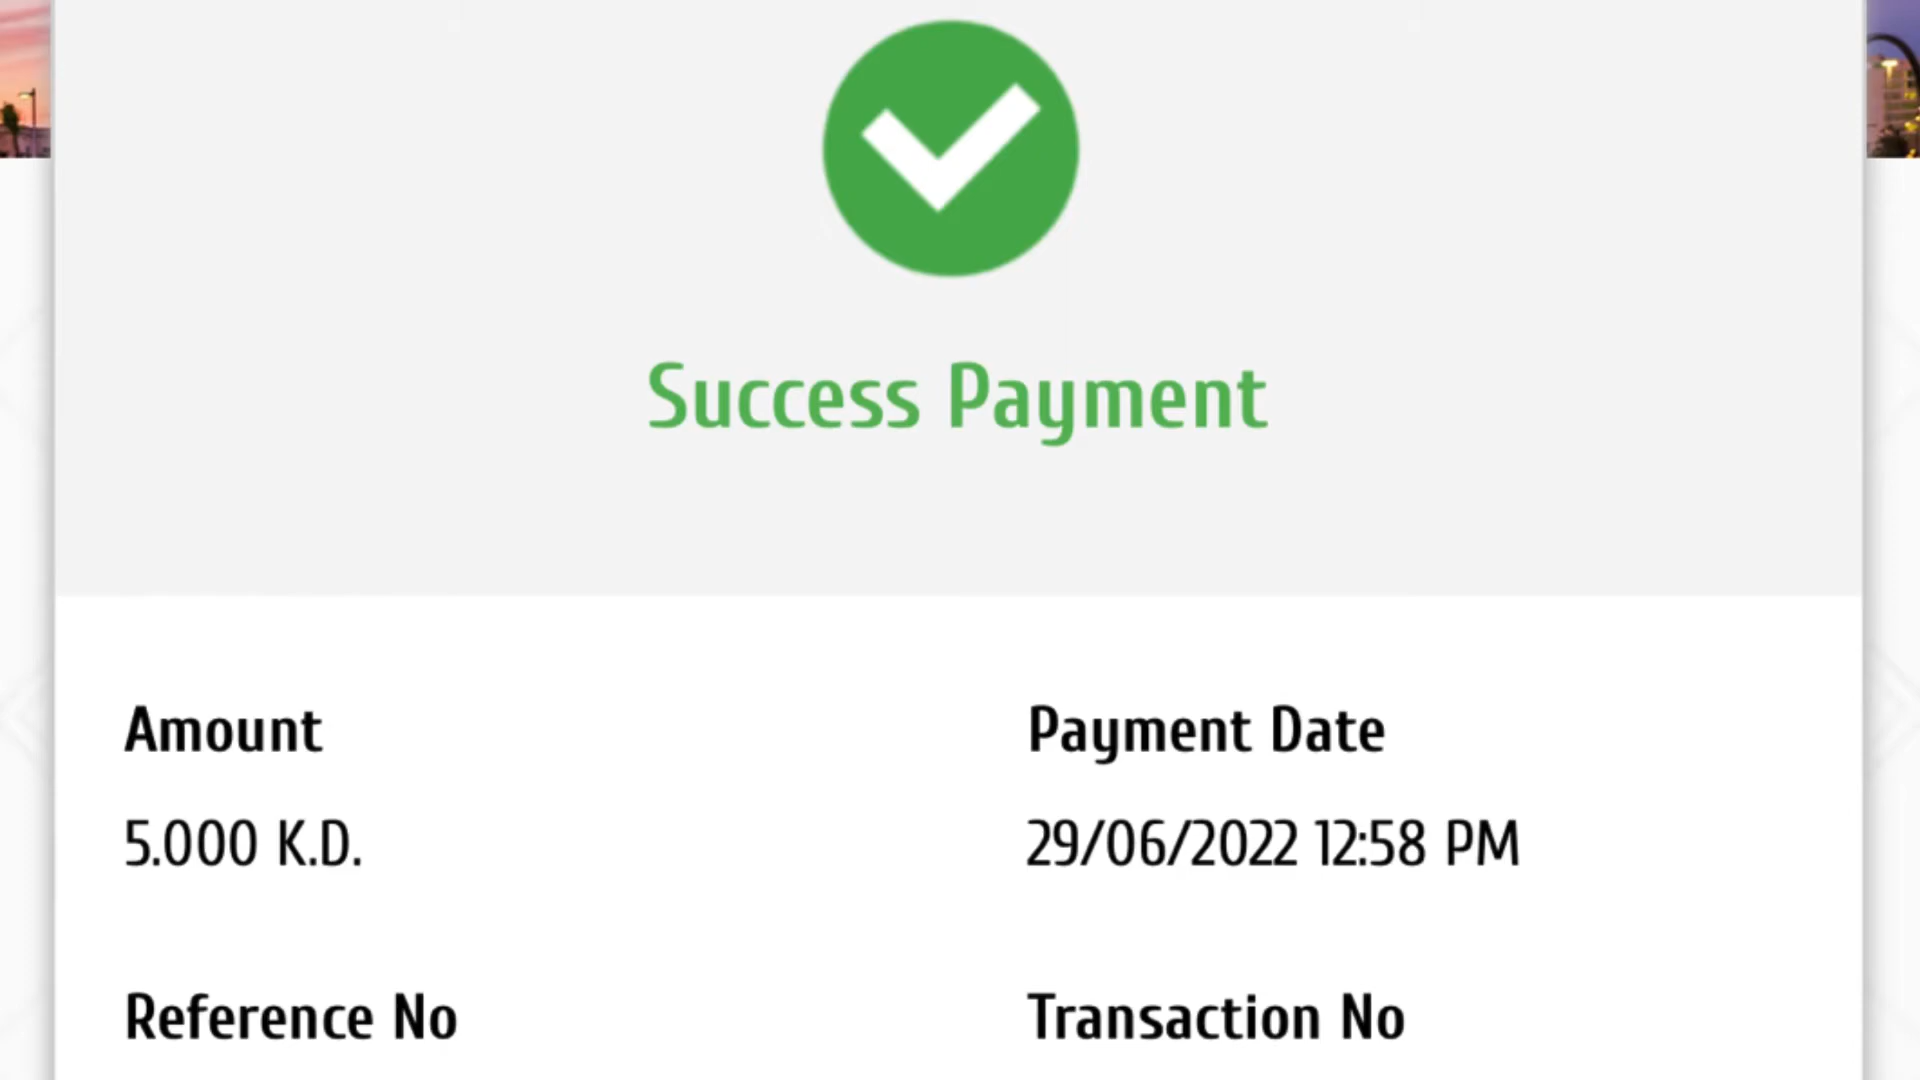 Success Payment
Amount
Payment Date
5.000 K.D.
29/06/2022 12:58 PM
Reference No
Transaction No